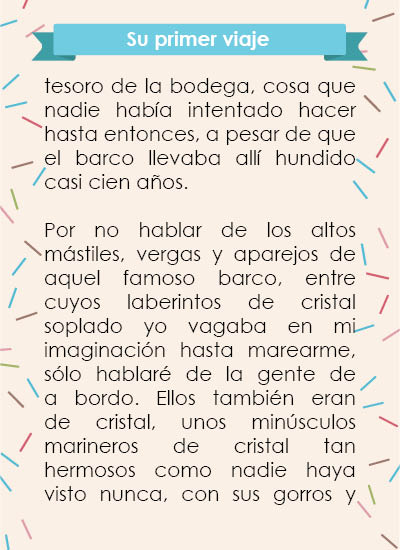 Su primer viaje
tesoro de la bodega, cosa que
nadie había intentado hacer
hasta entonces, a pesar de que
el barco llevaba allí hundido
casi cien años.
Por no hablar de los altos
mástiles, vergas y aparejos de
aquel famoso barco, entre
cuyos laberintos de cristal
soplado yo vagaba en mi
imaginación hasta marearme,
sólo hablaré de la gente de
a bordo. Ellos también eran
de cristal, unos minúsculos
marineros de cristal tan
hermosos como nadie haya
visto nunca, con sus gorros y